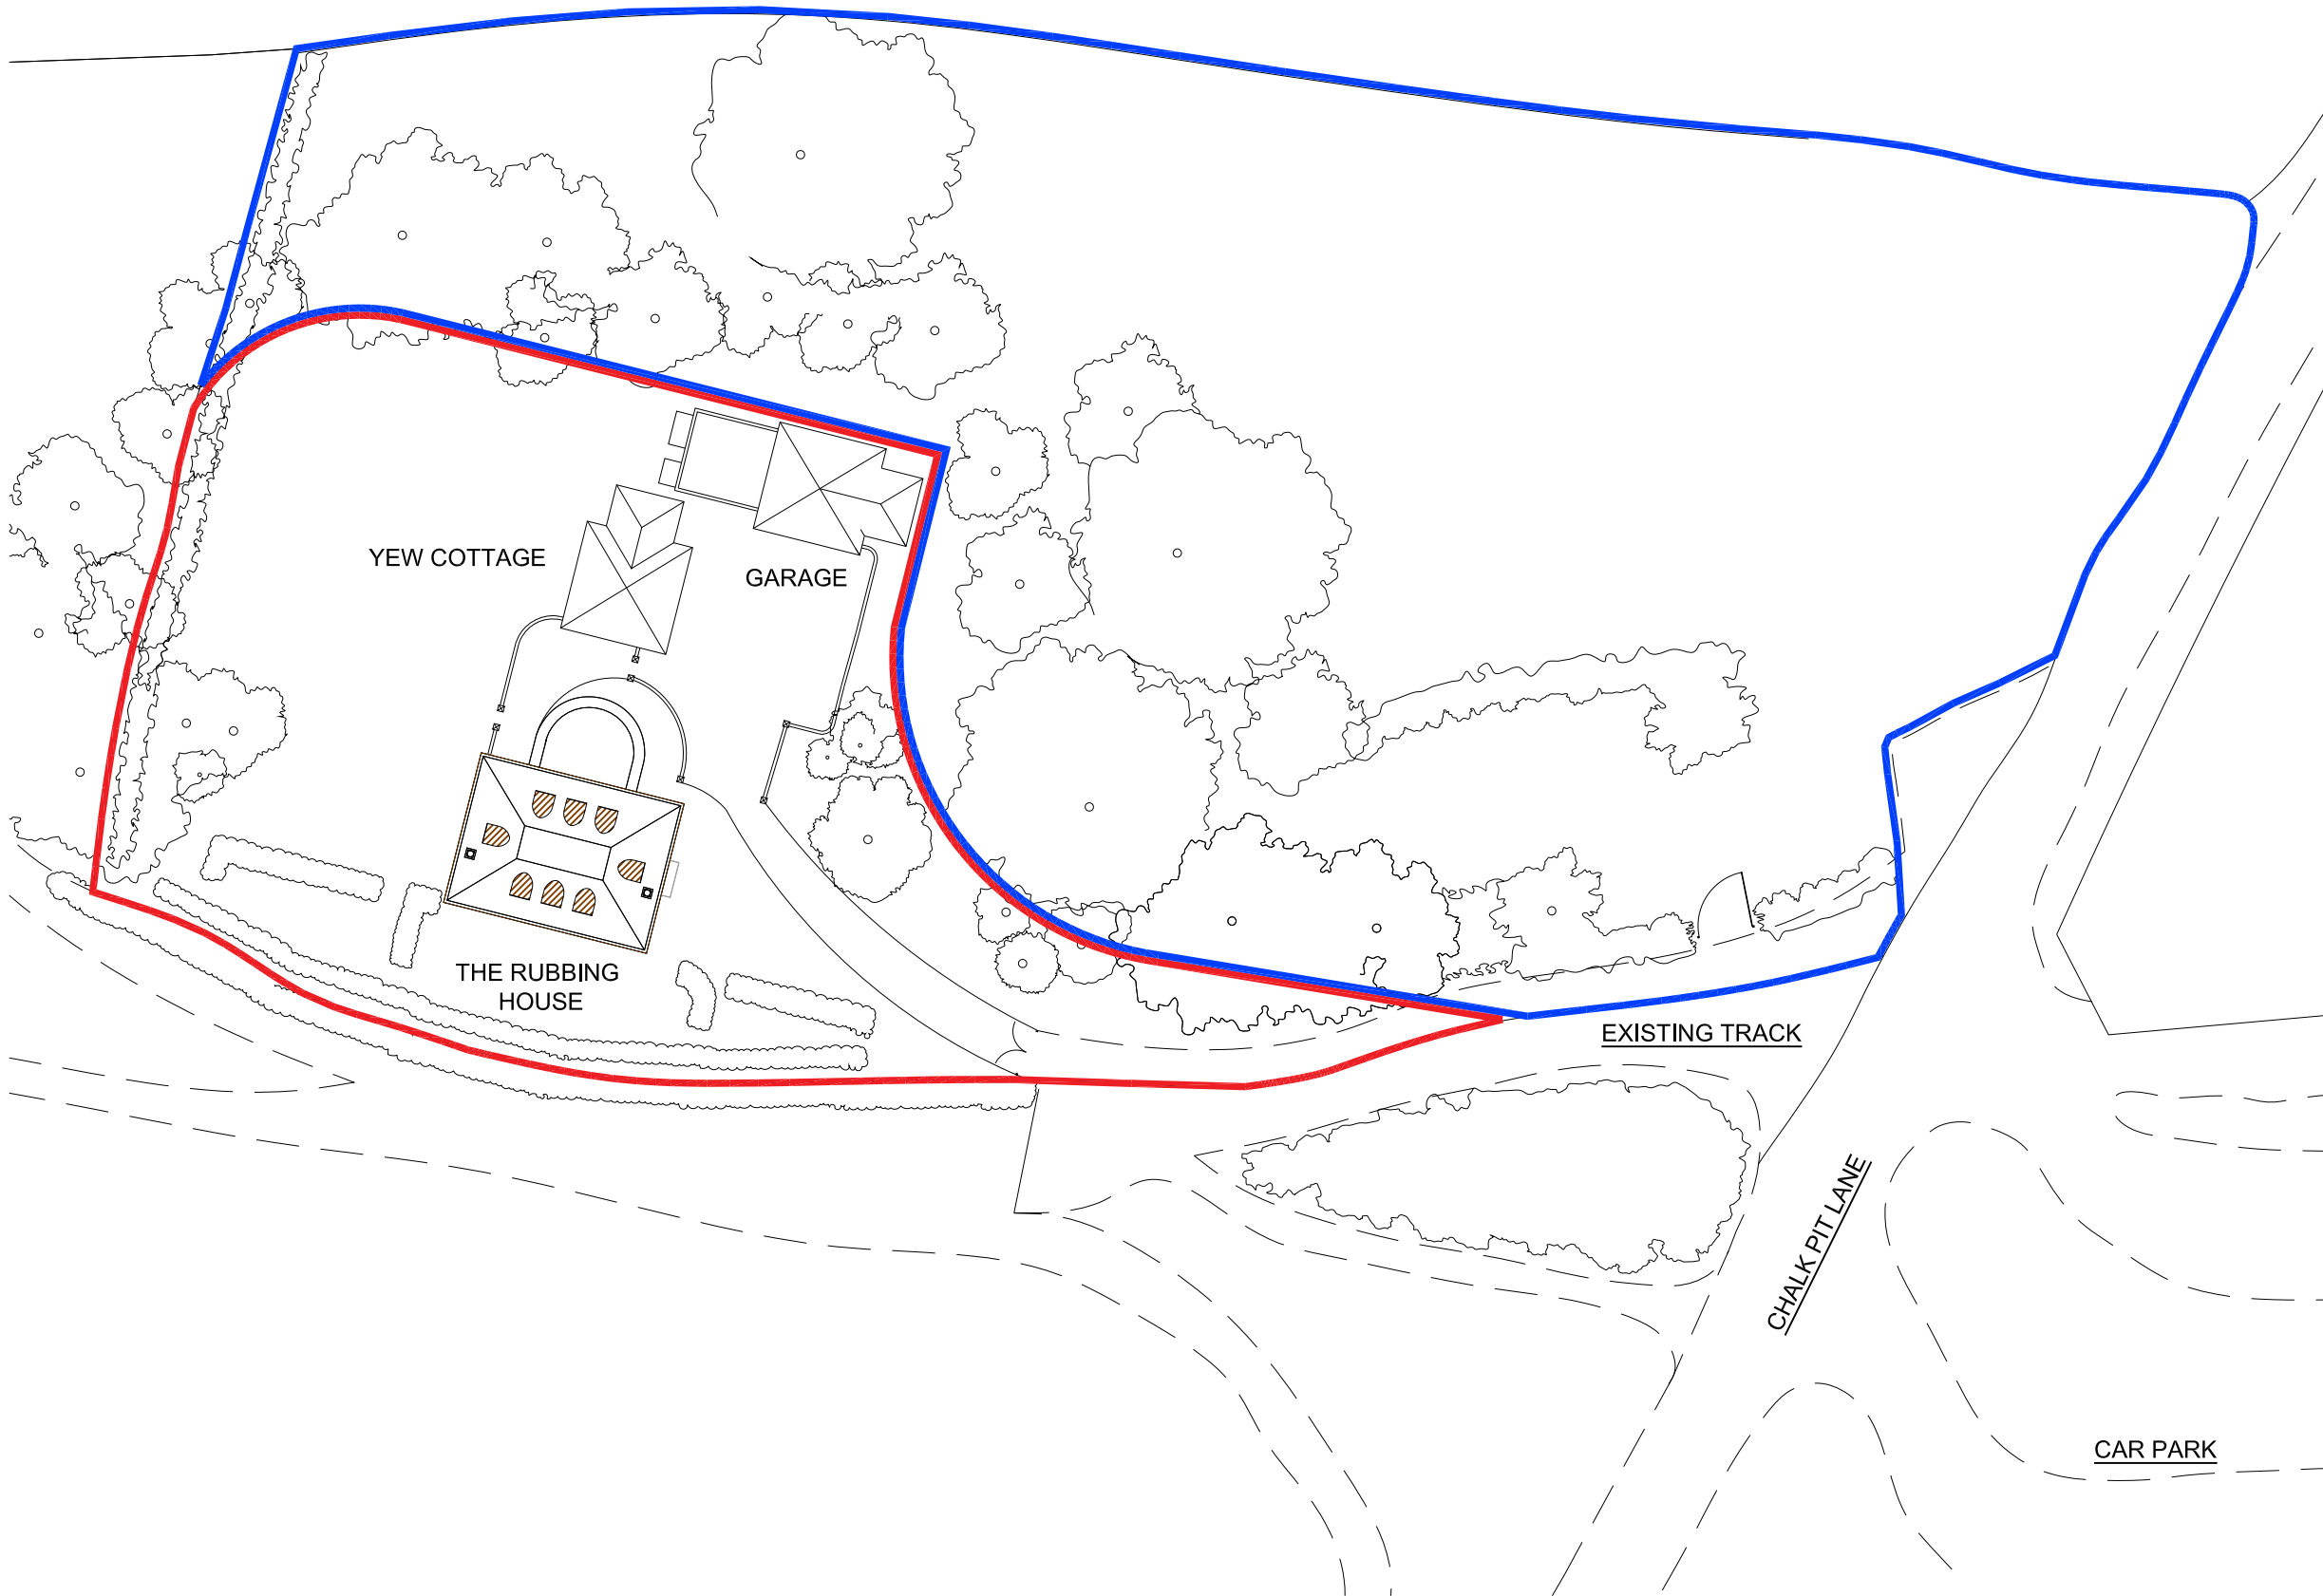 YEW COTTAGE
GARAGE
THE RUBBING
HOUSE
EXISTING TRACK
CHALK PIT LANE
CAR PARK